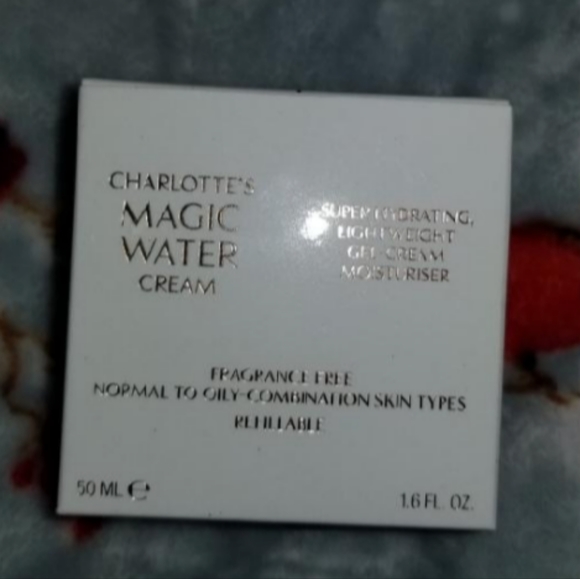 CHARLOTTE'S
MAGIC
WATER
CREAM
SUPER HYDRATING,
LIGHTWEIGHT
GEL-CREAM
MOISTURISER
FRAGRANCE FREE
NORMAL TO OILY-COMBINATION SKIN TYPES
REFILLABLE
50 ML ℮
1.6 FL. OZ.